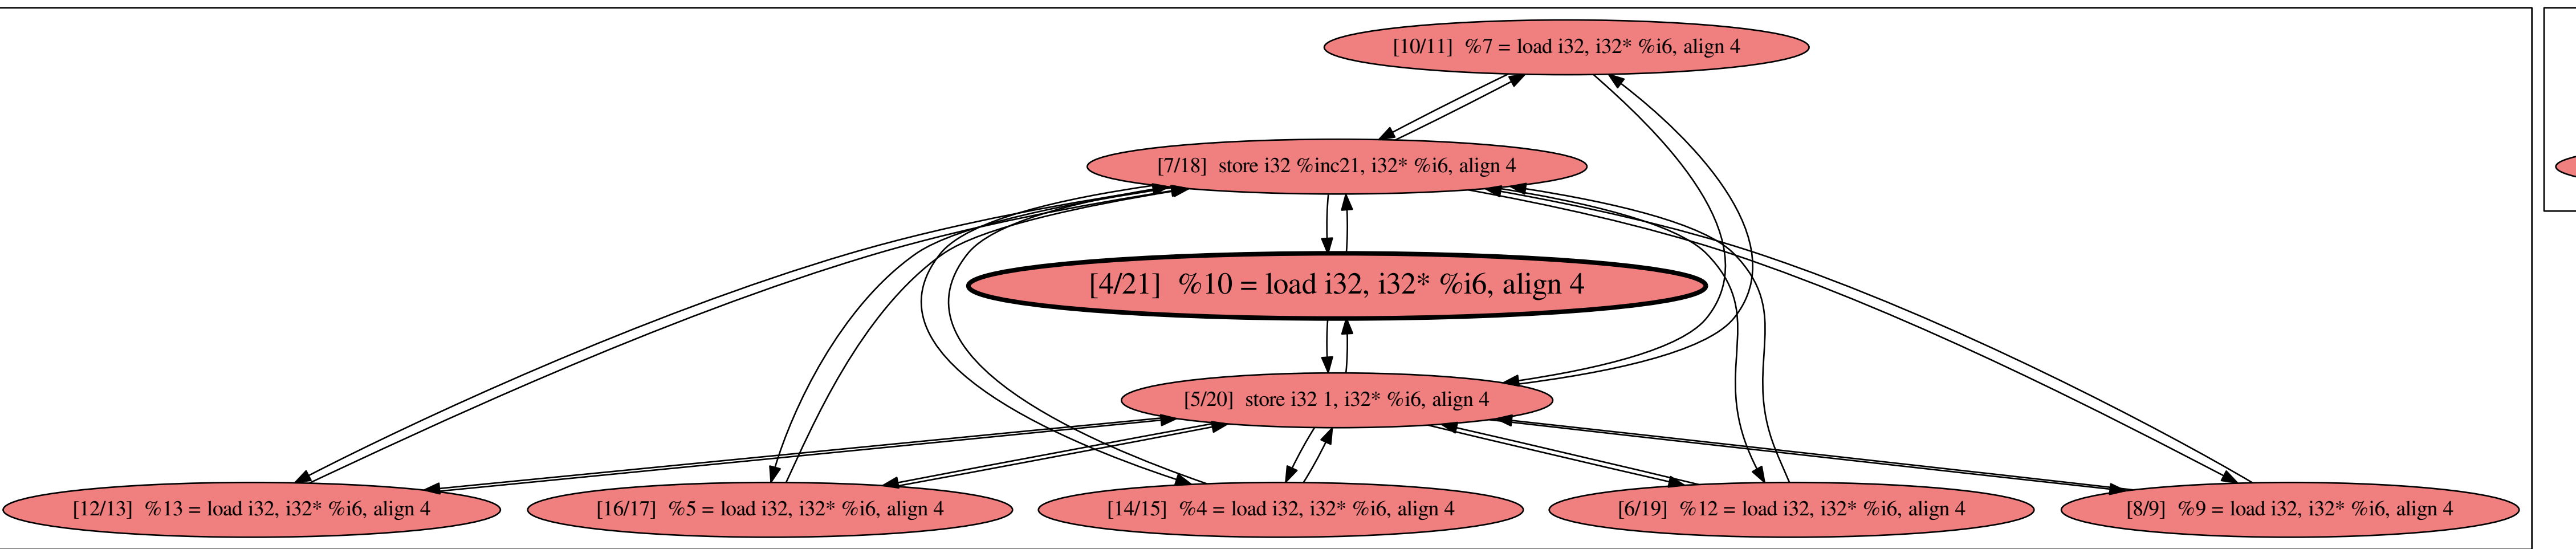 [10/11]  %7 = load i32, i32* %i6, align 4
[7/18]  store i32 %inc21, i32* %i6, align 4
[4/21]  %10 = load i32, i32* %i6, align 4
[5/20]  store i32 1, i32* %i6, align 4
[12/13]  %13 = load i32, i32* %i6, align 4
[16/17]  %5 = load i32, i32* %i6, align 4
[14/15]  %4 = load i32, i32* %i6, align 4
[6/19]  %12 = load i32, i32* %i6, align 4
[8/9]  %9 = load i32, i32* %i6, align 4